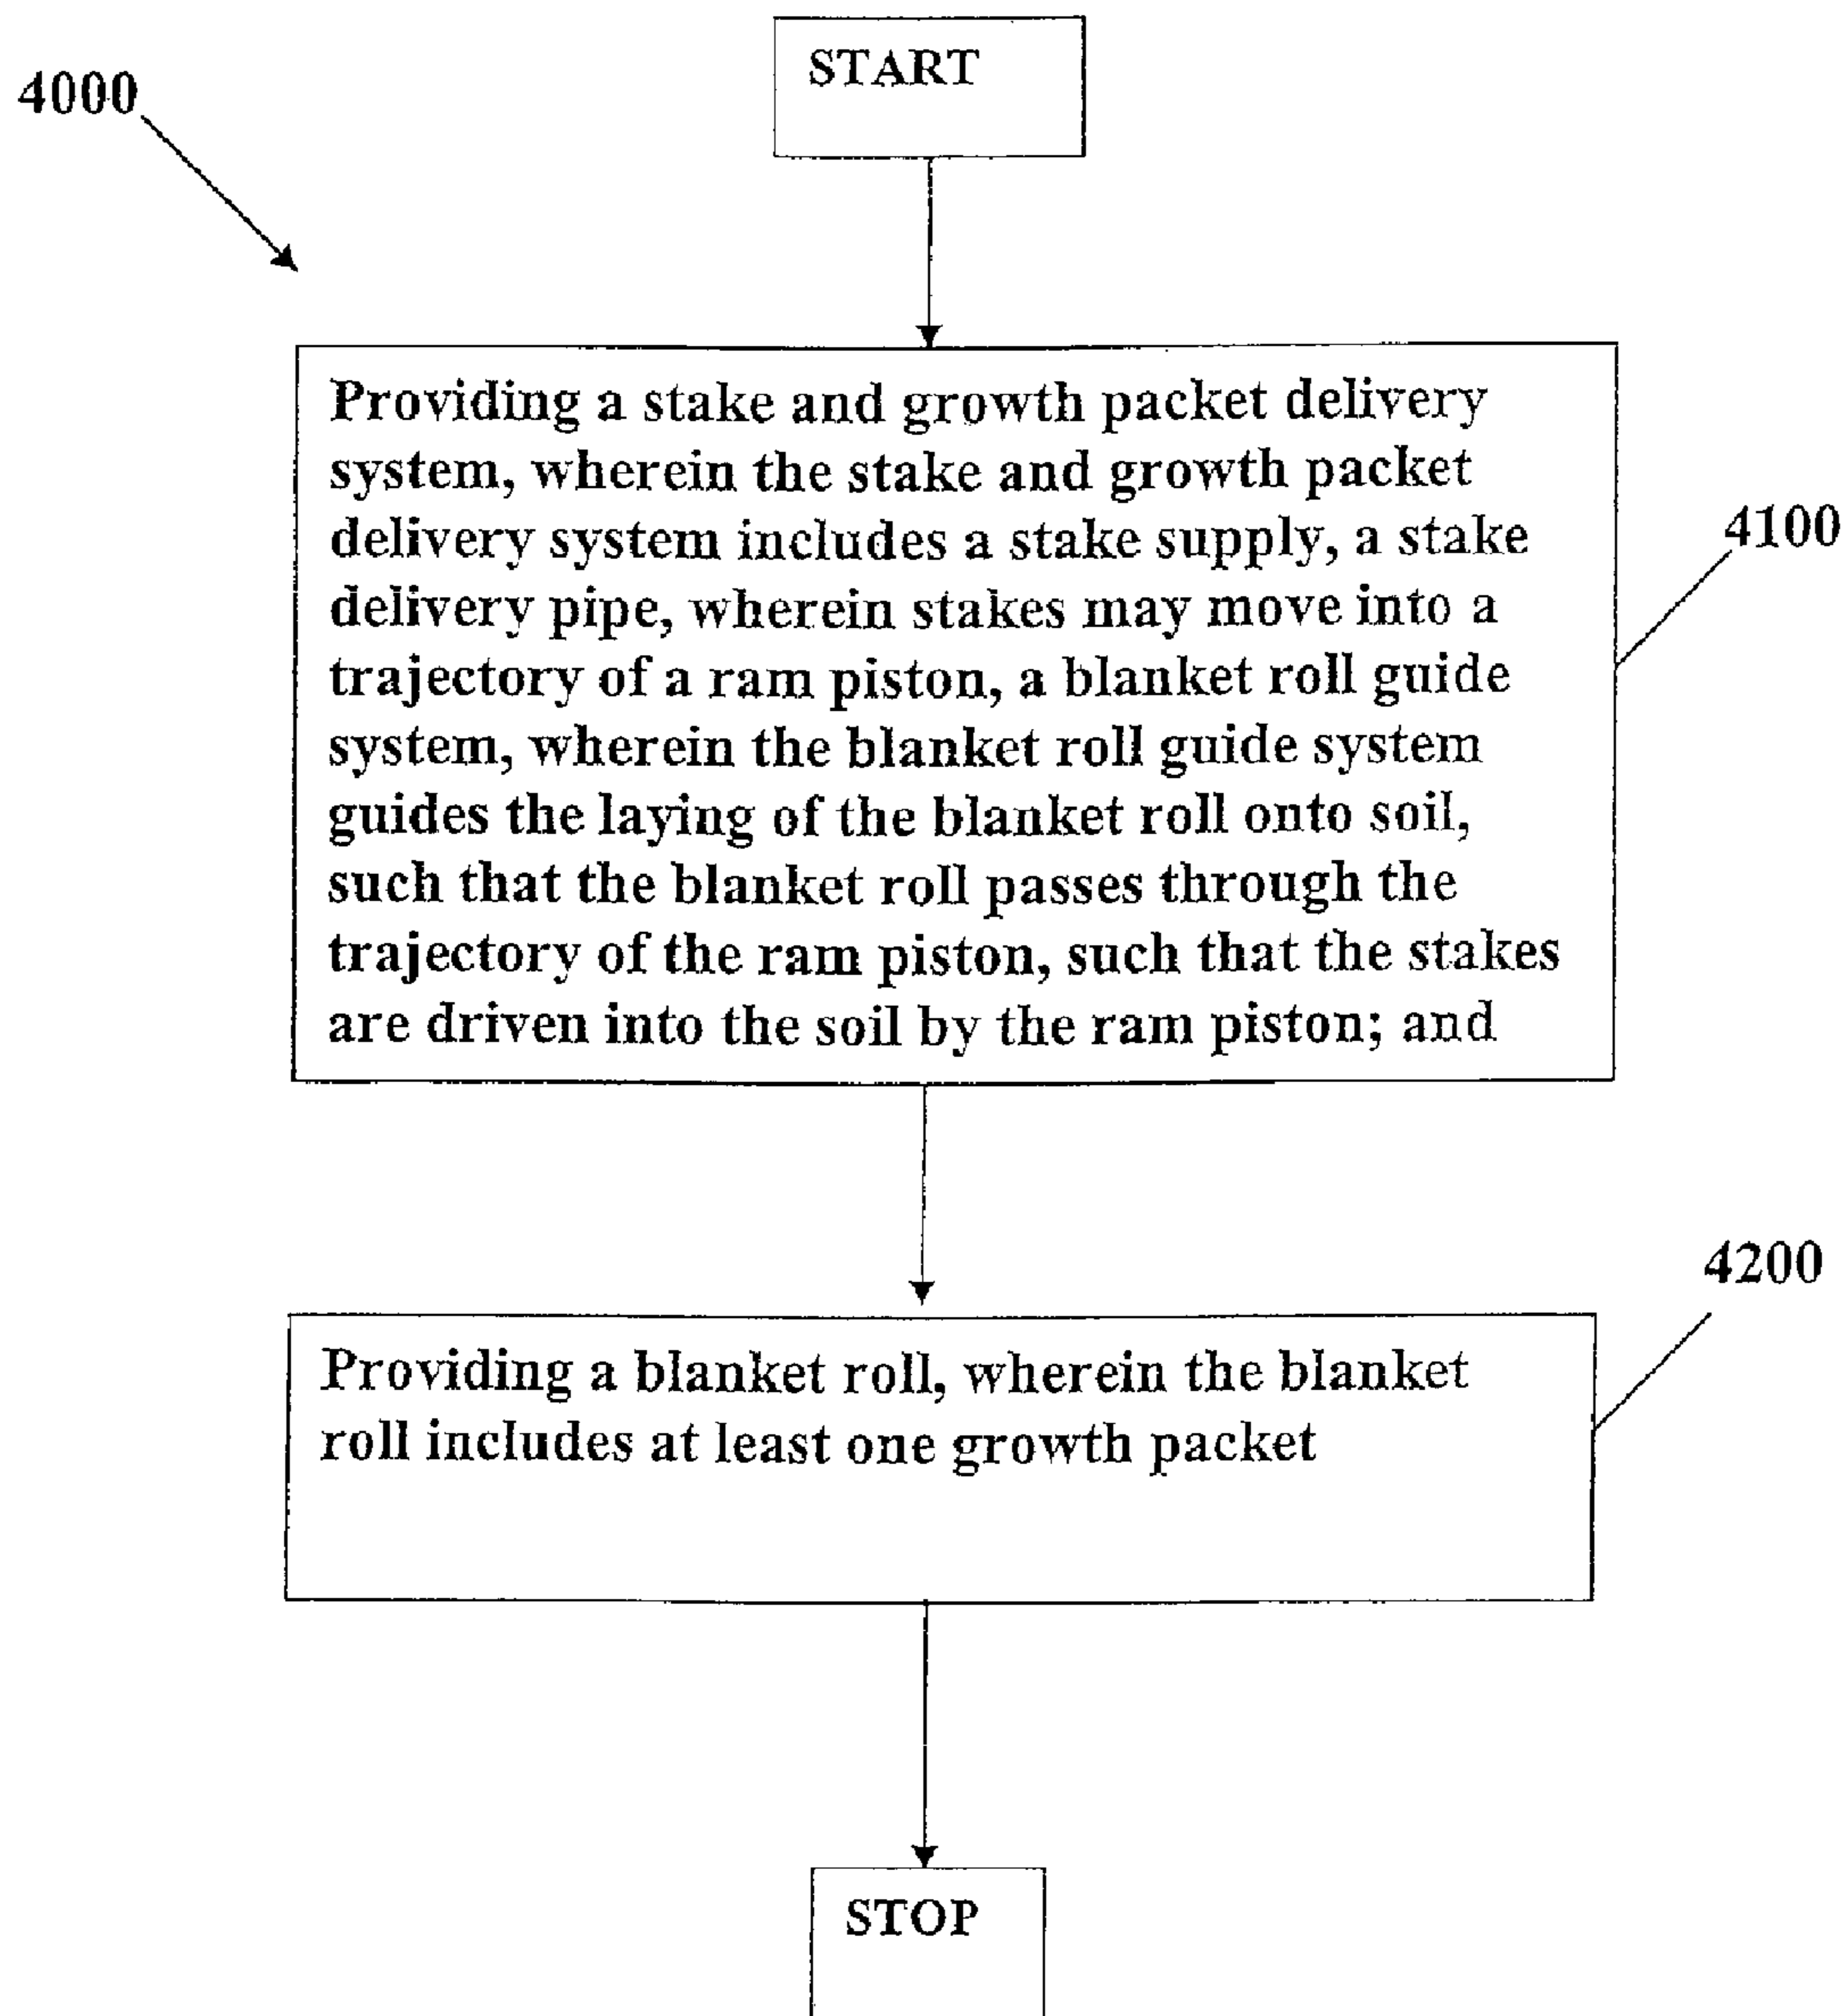 START
4000
Providing a stake and growth packet delivery
system, wherein the stake and growth packet
delivery system includes a stake supply, a stake
delivery pipe, wherein stakes may move into a
trajectory of a ram piston, a blanket roll guide
system, wherein the blanket roll guide system
guides the laying of the blanket roll onto soil,
such that the blanket roll passes through the
trajectory of the ram piston, such that the stakes
are driven into the soil by the ram piston; and
4100
4200
Providing a blanket roll, wherein the blanket
roll includes at least one growth packet
STOP